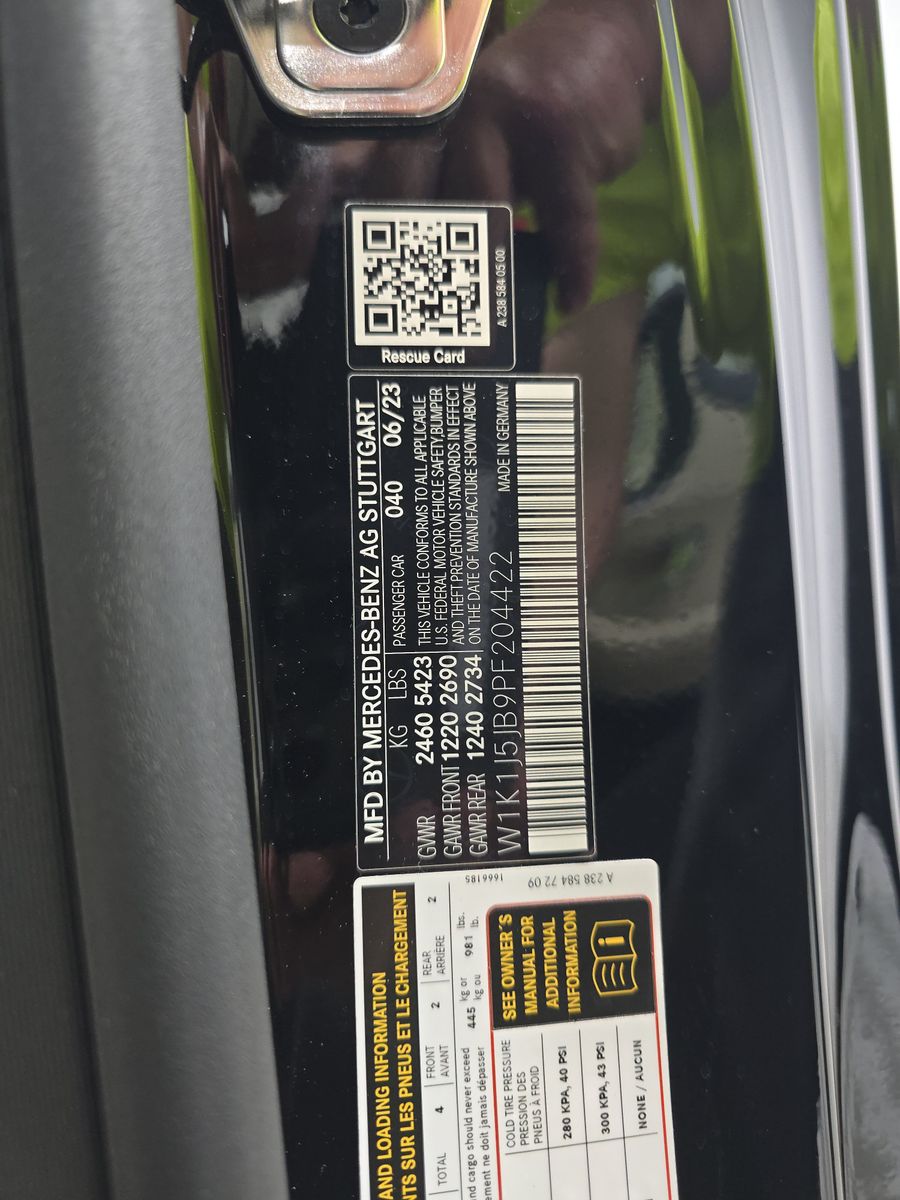 Rescue Card
A 238 584 05 00
MFD BY MERCEDES-BENZ AG STUTTGART
KG LBS PASSENGER CAR 040 06/23
GVWR 2460 5423
GAWR FRONT 1220 2690
GAWR REAR 1240 2734
THIS VEHICLE CONFORMS TO ALL APPLICABLE
U.S. FEDERAL MOTOR VEHICLE SAFETY,BUMPER
AND THEFT PREVENTION STANDARDS IN EFFECT
ON THE DATE OF MANUFACTURE SHOWN ABOVE
W1K1J5JB9PF204422 MADE IN GERMANY
AND LOADING INFORMATION
NTS SUR LES PNEUS ET LE CHARGEMENT
TOTAL 4 FRONT 2 REAR 2
AVANT ARRIÈRE
nd cargo should never exceed 445 kg or 981 lbs.
ement ne doit jamais dépasser kg ou lb.
COLD TIRE PRESSURE
PRESSION DES
PNEUS À FROID
280 KPA, 40 PSI
300 KPA, 43 PSI
NONE / AUCUN
SEE OWNER'S
MANUAL FOR
ADDITIONAL
INFORMATION
1666185
A 238 584 72 09